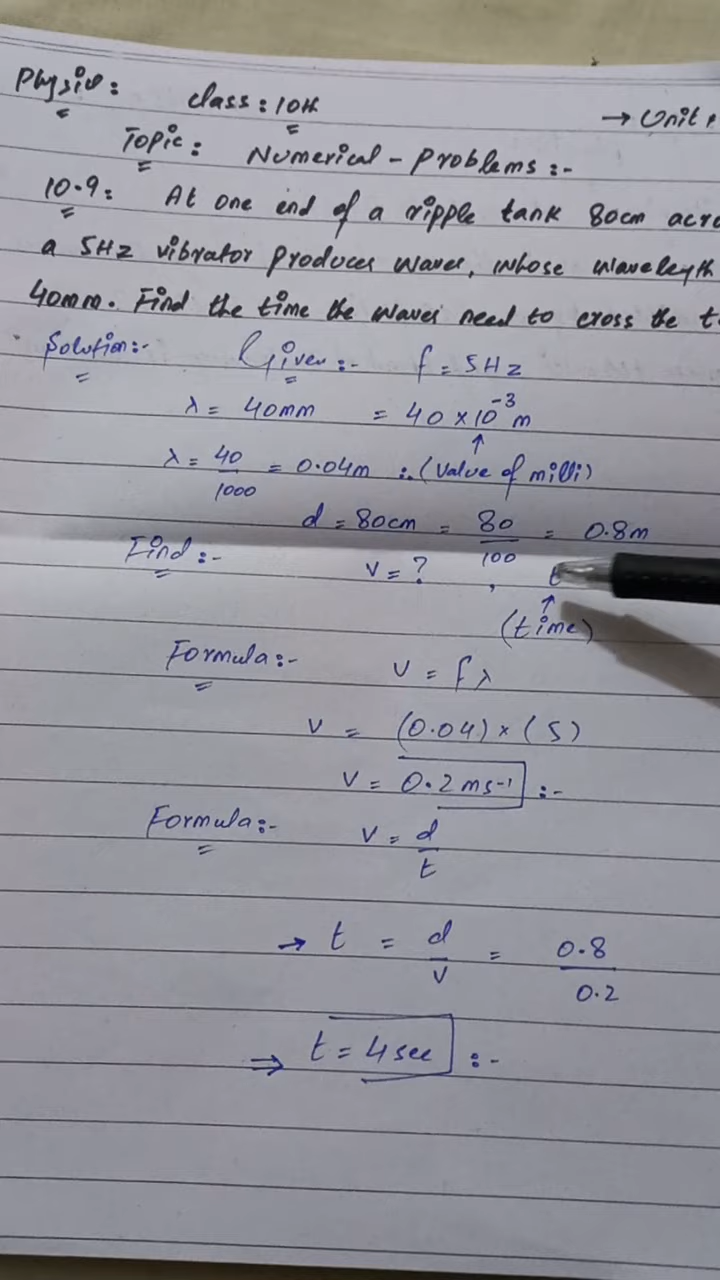 Physics: class: 10th → Unit:
Topic: Numerical - Problems :-
10.9: At one end of a ripple tank 80cm acro
a 5Hz vibrator produces waves, whose wavelength
40mm. Find the time the waves need to cross the t
Solution:- Given:- f = 5Hz
λ = 40mm = 40 × 10⁻³ m
↑
λ = 40/1000 = 0.04m ∴ (value of milli)
d = 80cm = 80/100 = 0.8m
Find:- v = ? , t
↑
(time)
Formula:- v = fλ
v = (0.04) × (5)
v = 0.2 ms⁻¹ :-
Formula:- v = d/t
→ t = d/v = 0.8/0.2
⇒ t = 4 sec :-